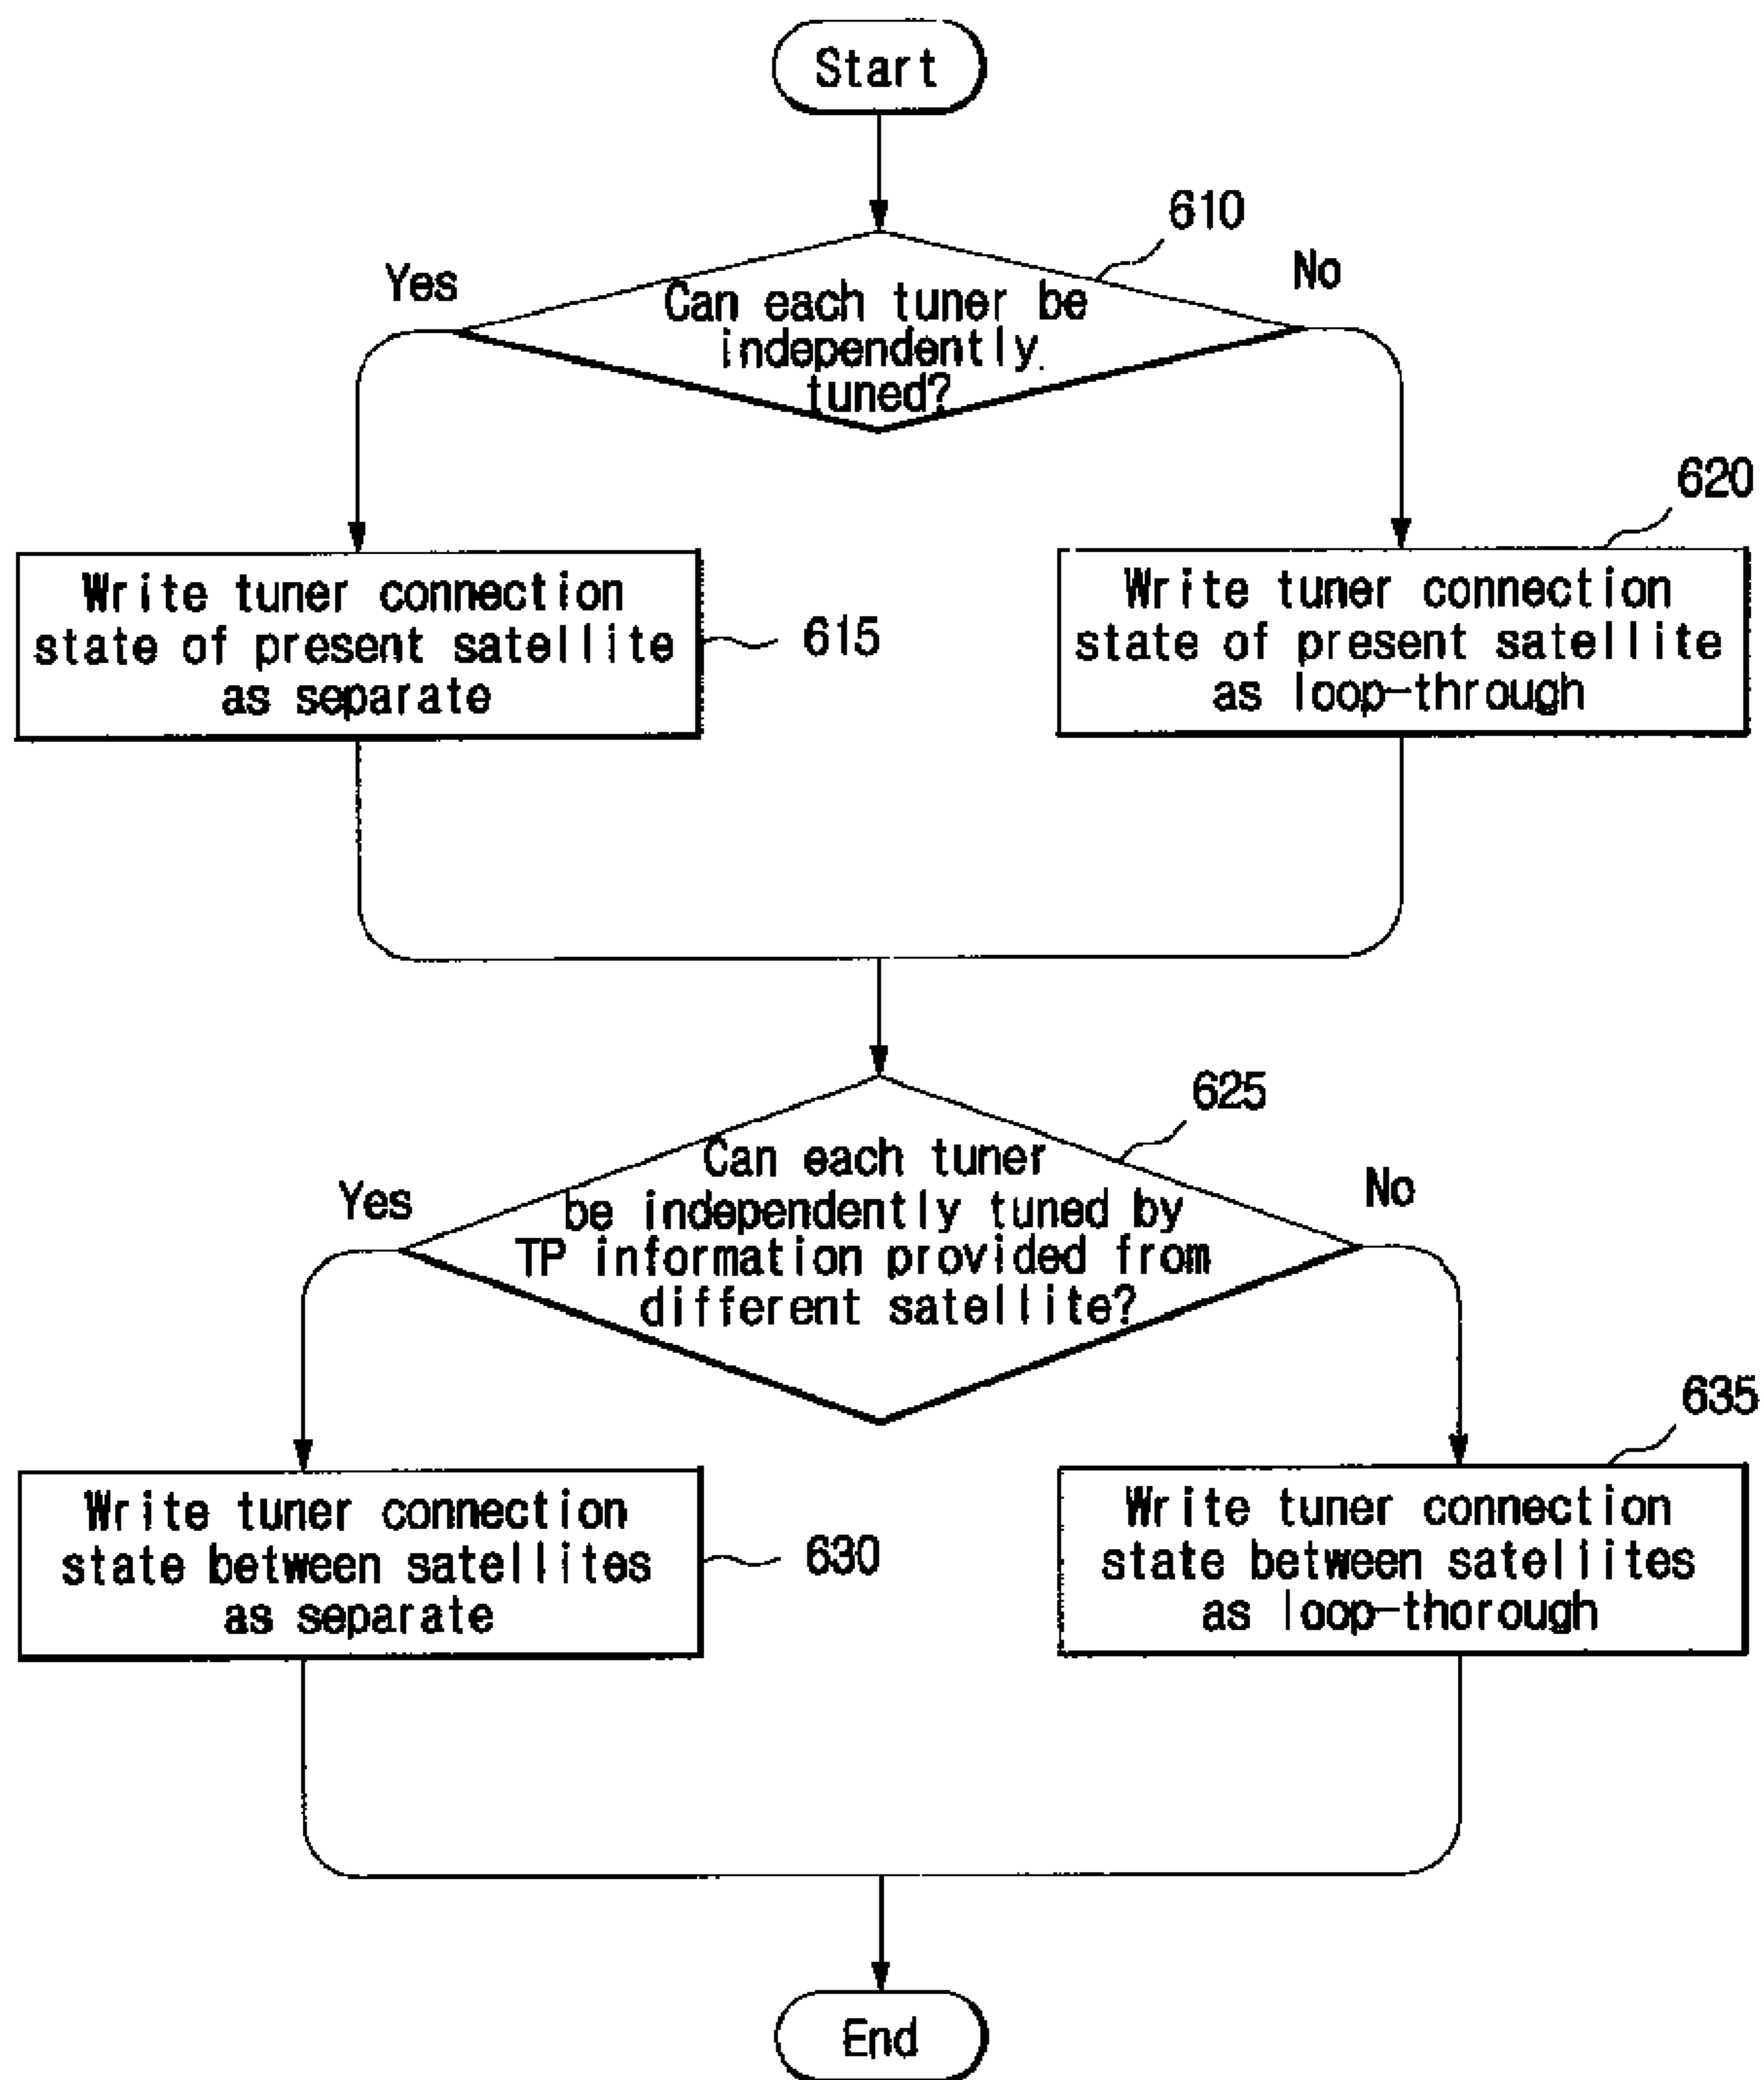 Start
610
Yes
No
Can each tuner be
independently
tuned?
620
Write tuner connection
state of present satellite
as separate
615
Write tuner connection
state of present satellite
as loop-through
625
Can each tuner
be independently tuned by
TP information provided from
different satellite?
Yes
No
635
Write tuner connection
state between satellites
as separate
630
Write tuner connection
state between satellites
as loop-thorough
End